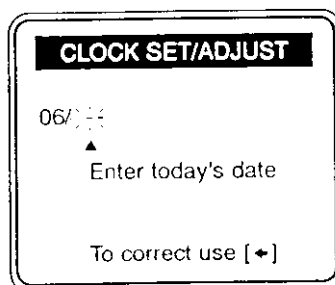 CLOCK SET/ADJUST
06/--
Enter today's date
To correct use [←]